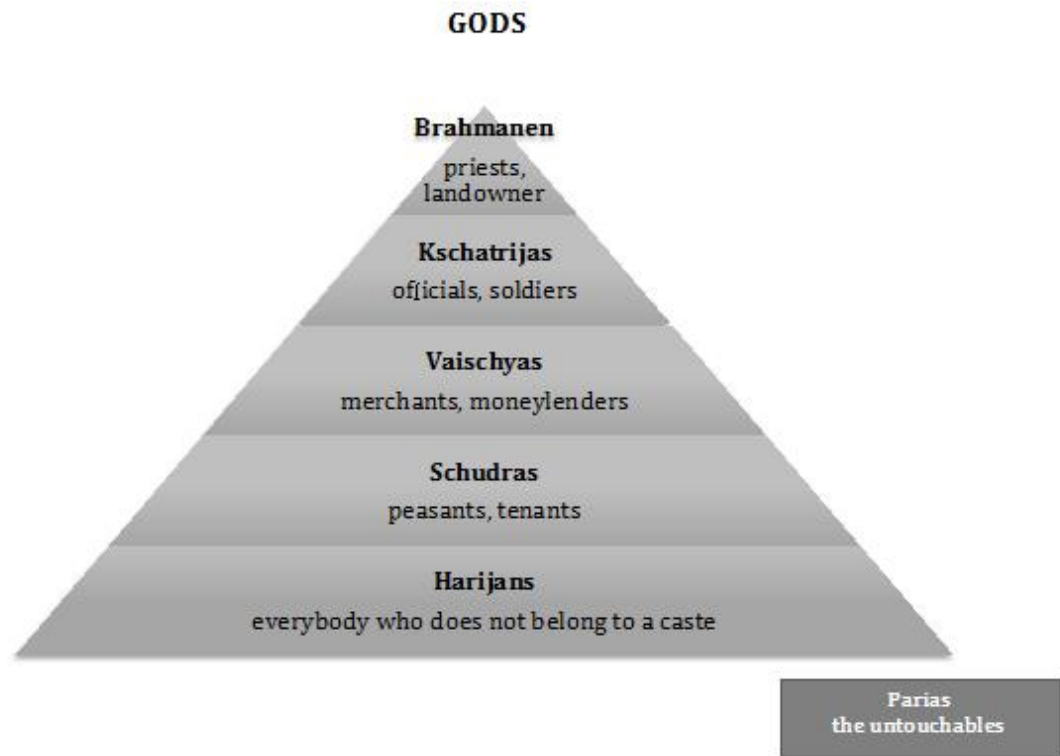 GODS
Brahmanen
priests,
landowner
Kschatrijas
officials, soldiers
Vaischyas
merchants, moneylenders
Schudras
peasants, tenants
Harijans
everybody who does not belong to a caste
Parias
the untouchables